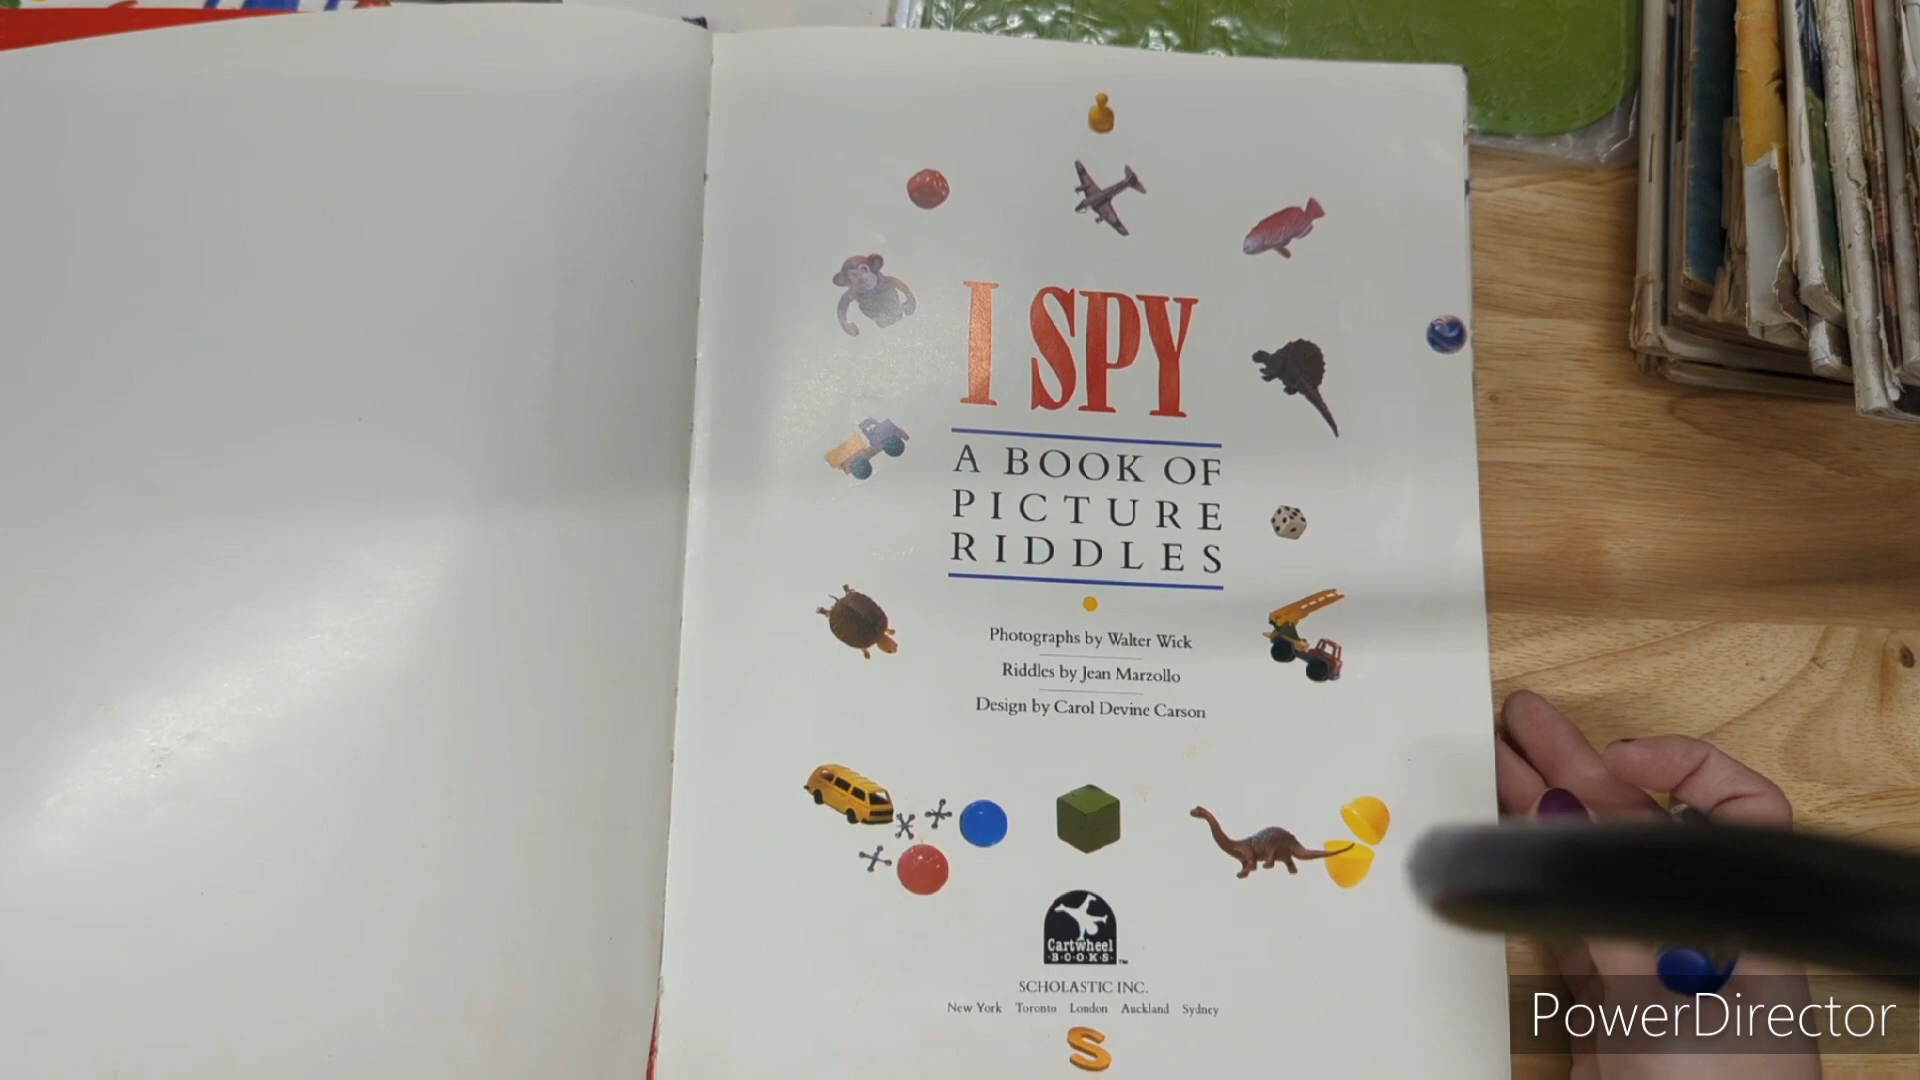 I SPY
A BOOK OF
PICTURE
RIDDLES
Photographs by Walter Wick
Riddles by Jean Marzollo
Design by Carol Devine Carson
Cartwheel
·B·O·O·K·S·™
SCHOLASTIC INC.
New York Toronto London Auckland Sydney
S
PowerDirector